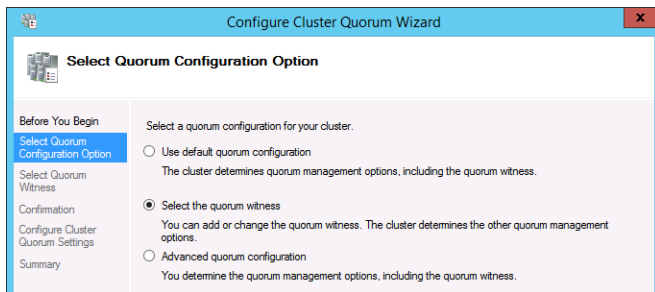 Configure Cluster Quorum Wizard
x
Select Quorum Configuration Option
Before You Begin
Select Quorum
Configuration Option
Select Quorum
Witness
Confirmation
Configure Cluster
Quorum Settings
Summary
Select a quorum configuration for your cluster.
Use default quorum configuration
The cluster determines quorum management options, including the quorum witness.
Select the quorum witness
You can add or change the quorum witness. The cluster determines the other quorum management
options.
Advanced quorum configuration
You determine the quorum management options, including the quorum witness.